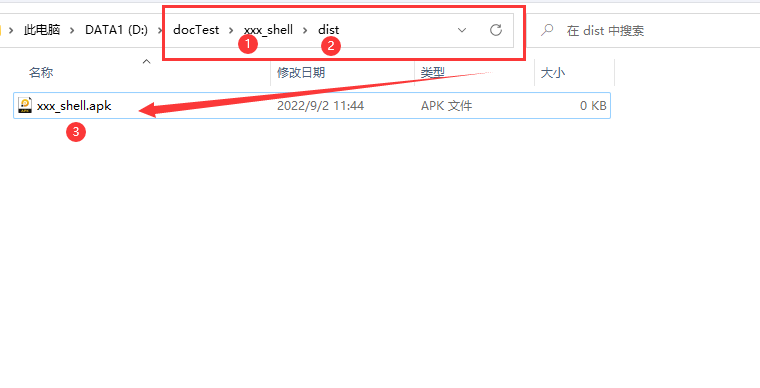 此电脑 > DATA1 (D:) > docTest > xxx_shell > dist 在 dist 中搜索
1 2
名称 修改日期 类型 大小
xxx_shell.apk 2022/9/2 11:44 APK 文件 0 KB
3